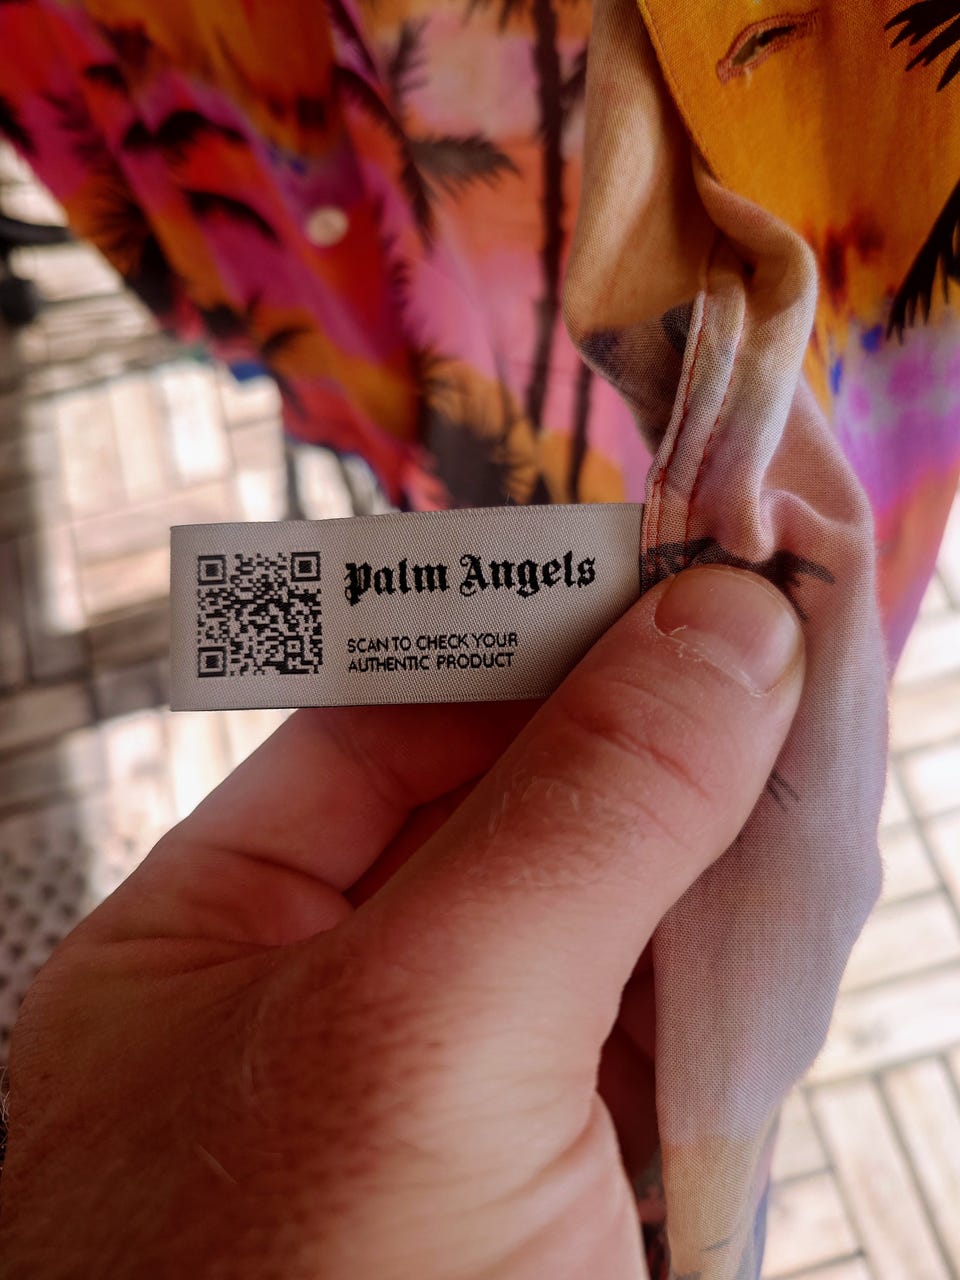 Palm Angels
SCAN TO CHECK YOUR
AUTHENTIC PRODUCT